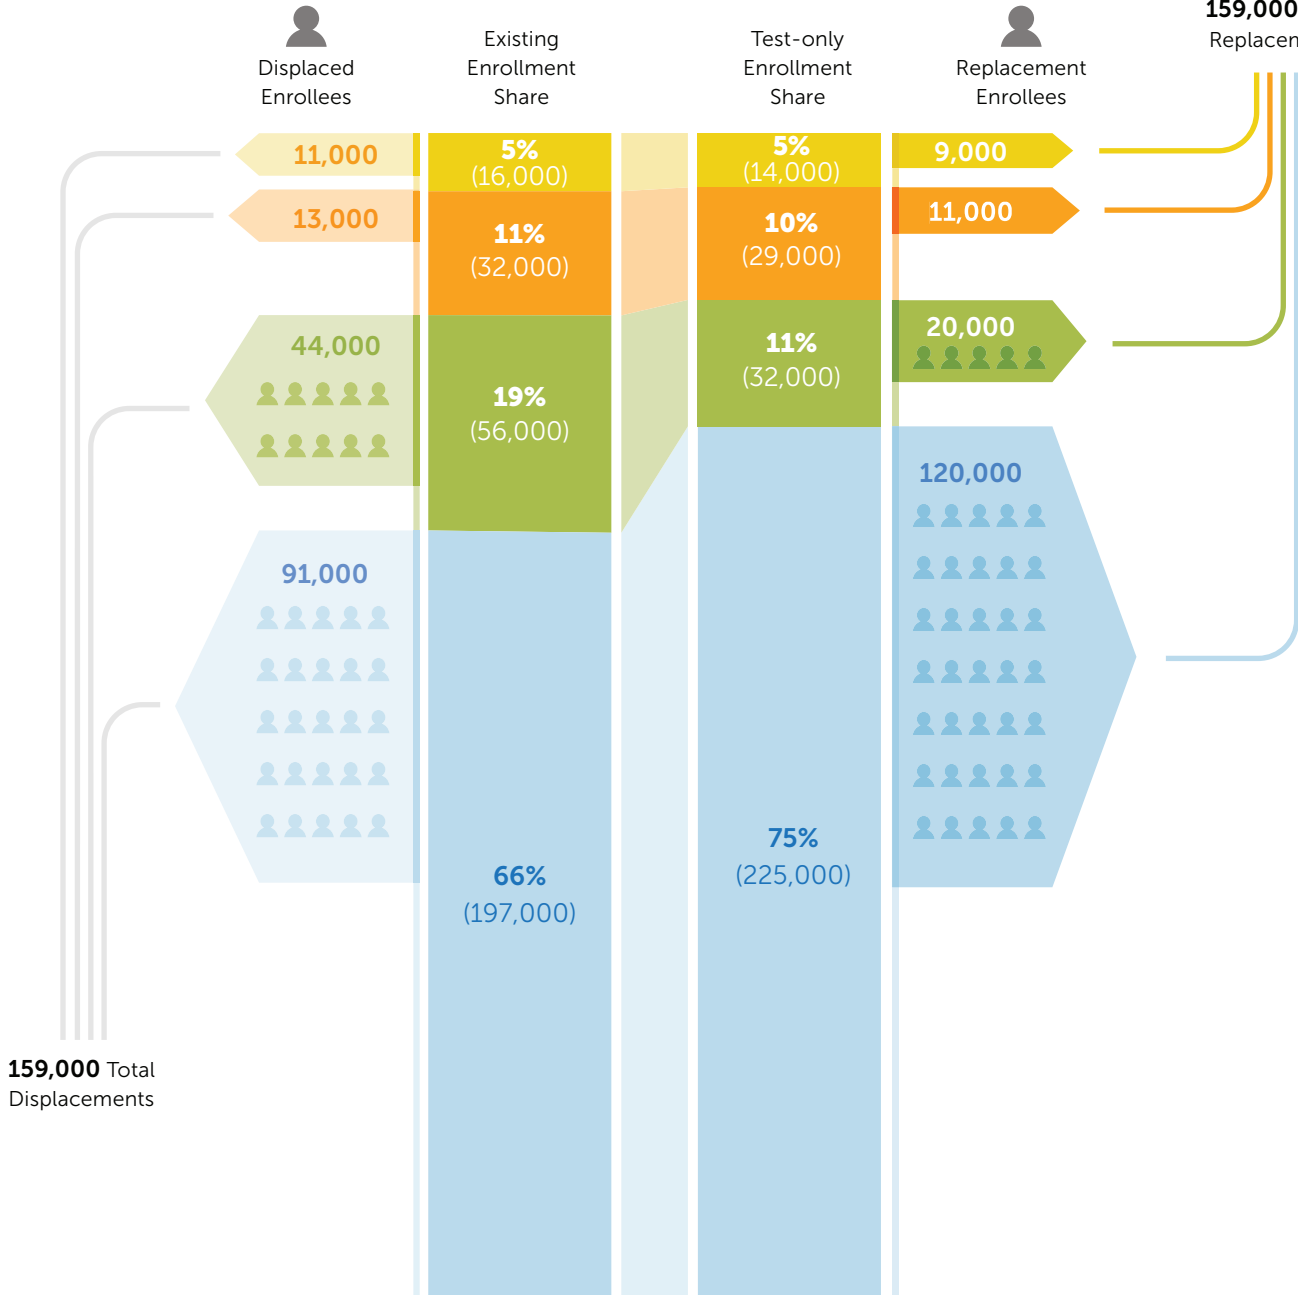 159,000
Displaced
Enrollees
Existing
Enrollment
Share
Test-only
Enrollment
Share
Replacement
Enrollees
11,000
5%
(16,000)
5%
(14,000)
9,000
13,000
11%
(32,000)
10%
(29,000)
11,000
44,000
19%
(56,000)
11%
(32,000)
20,000
91,000
66%
(197,000)
75%
(225,000)
120,000
159,000 Total
Displacements